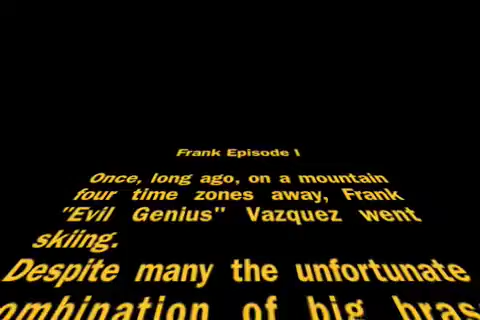 Frank Episode I
Once, long ago, on a mountain
four time zones away, Frank
"Evil Genius" Vazquez went
skiing.
Despite many the unfortunate
ombination of big brass